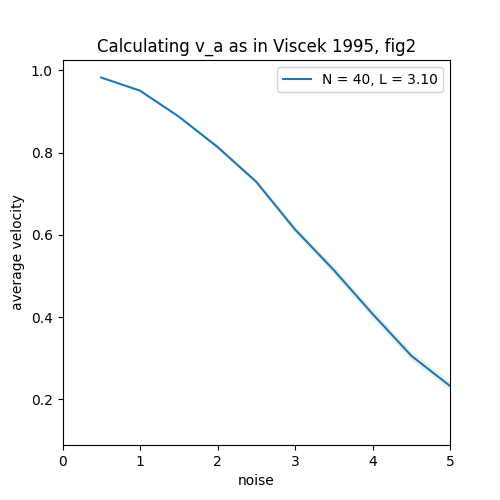 Calculating v_a as in Viscek 1995, fig2
N = 40, L = 3.10
1.0
0.8
0.6
0.4
0.2
average velocity
0 1 2 3 4 5
noise